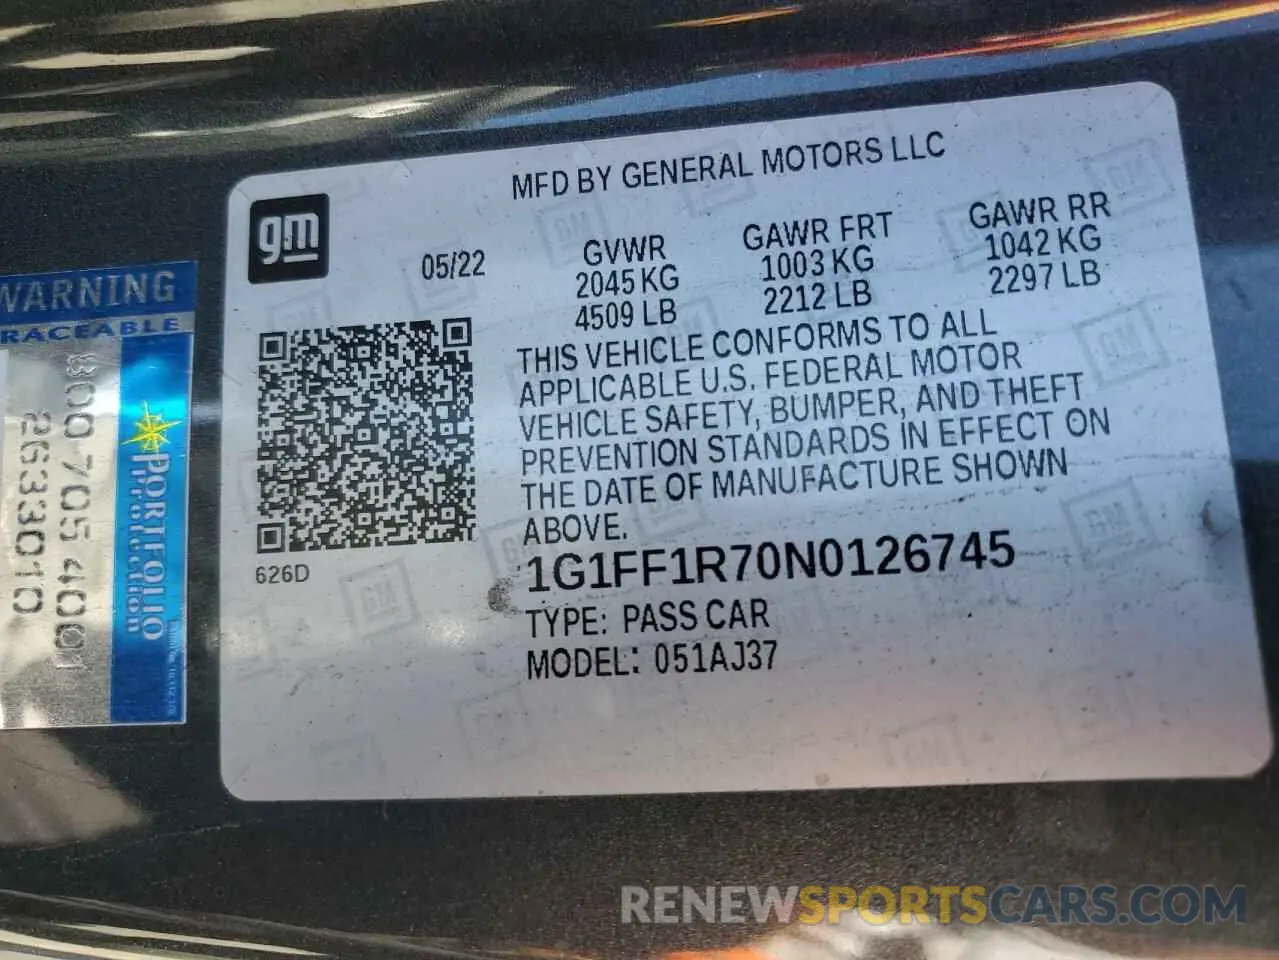 MFD BY GENERAL MOTORS LLC
gm
05/22
GVWR
2045 KG
4509 LB
GAWR FRT
1003 KG
2212 LB
GAWR RR
1042 KG
2297 LB
THIS VEHICLE CONFORMS TO ALL
APPLICABLE U.S. FEDERAL MOTOR
VEHICLE SAFETY, BUMPER, AND THEFT
PREVENTION STANDARDS IN EFFECT ON
THE DATE OF MANUFACTURE SHOWN
ABOVE.
1G1FF1R70N0126745
TYPE: PASS CAR
MODEL: 051AJ37
626D
WARNING
RACEABLE
PORTFOLIO
Protection
B00 705 4001
2G33010
RENEWSPORTSCARS.COM